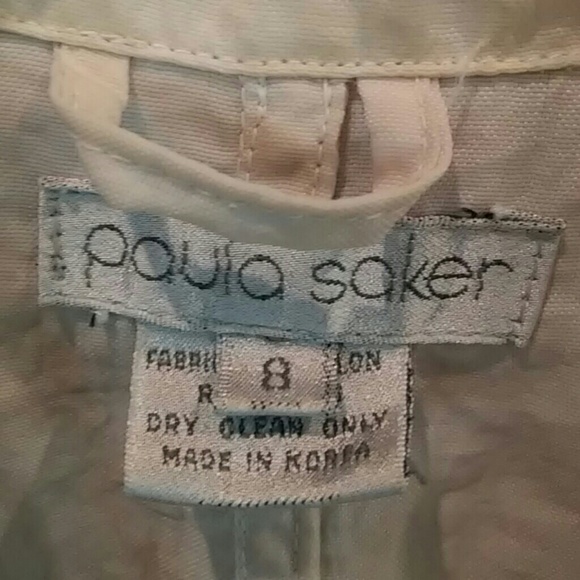 paula saker
8
DRY CLEAN ONLY
MADE IN KOREA